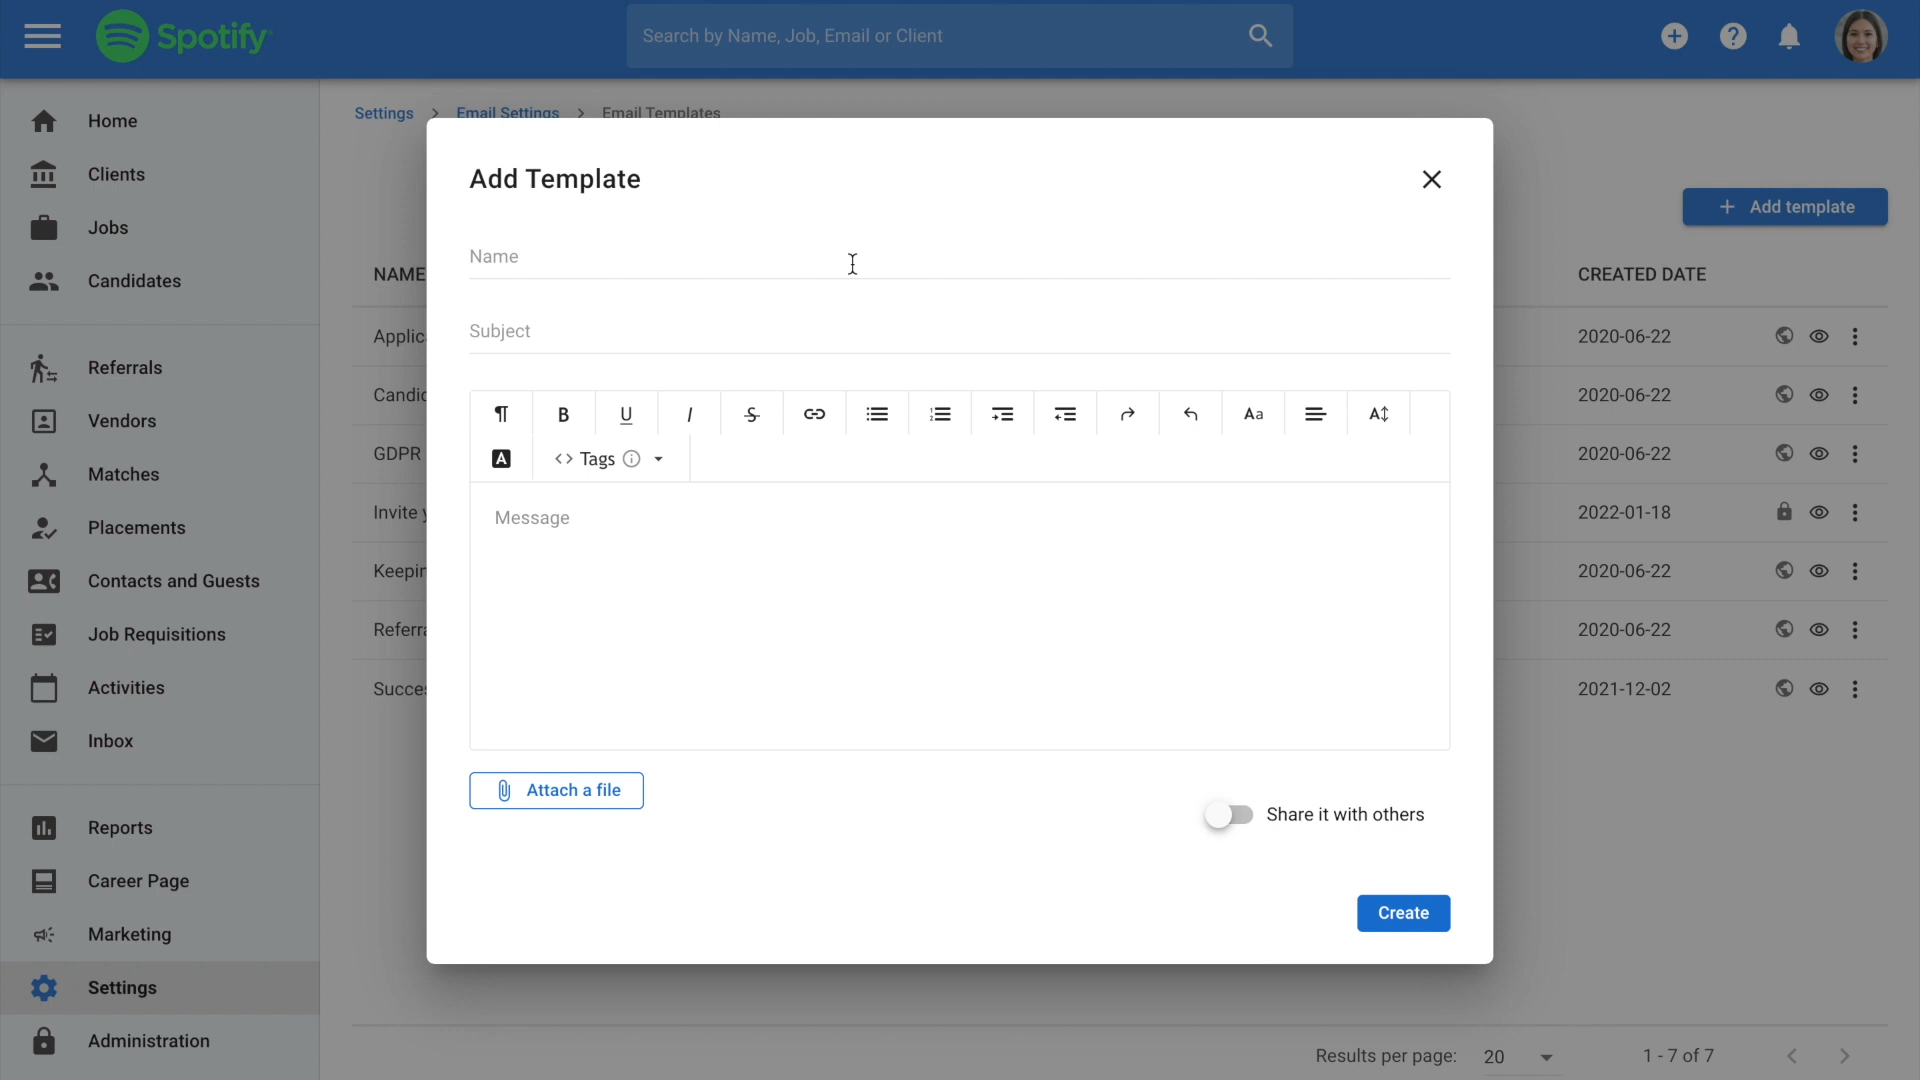 Spotify
Search by Name, Job, Email or Client
Home
Clients
Jobs
Candidates
Referrals
Vendors
Matches
Placements
Contacts and Guests
Job Requisitions
Activities
Inbox
Reports
Career Page
Marketing
Settings
Administration
Settings > Email Settings > Email Templates
+ Add template
NAME
CREATED DATE
Applic
2020-06-22
Candid
2020-06-22
GDPR
2020-06-22
Invite y
2022-01-18
Keepin
2020-06-22
Referra
2020-06-22
Succes
2021-12-02
Results per page: 20
1 - 7 of 7
Add Template
Name
Subject
B U I S Aa A
A <> Tags
Message
Attach a file
Share it with others
Create